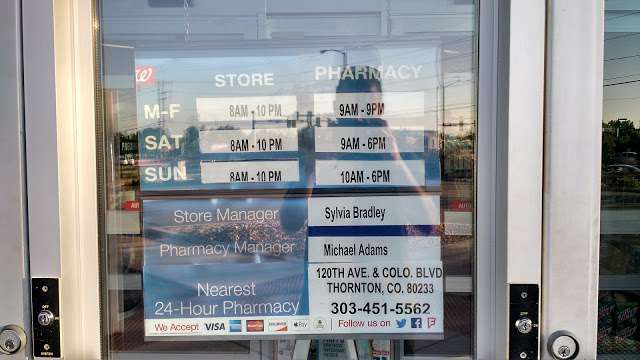 STORE PHARMACY
M-F 8AM - 10 PM 9AM - 9PM
SAT 8AM - 10 PM 9AM - 6PM
SUN 8AM - 10 PM 10AM - 6PM
Store Manager Sylvia Bradley
Pharmacy Manager Michael Adams
Nearest
24-Hour Pharmacy
120TH AVE. & COLO. BLVD
THORNTON, CO. 80233
303-451-5562
We Accept VISA DISCOVER Pay Follow us on